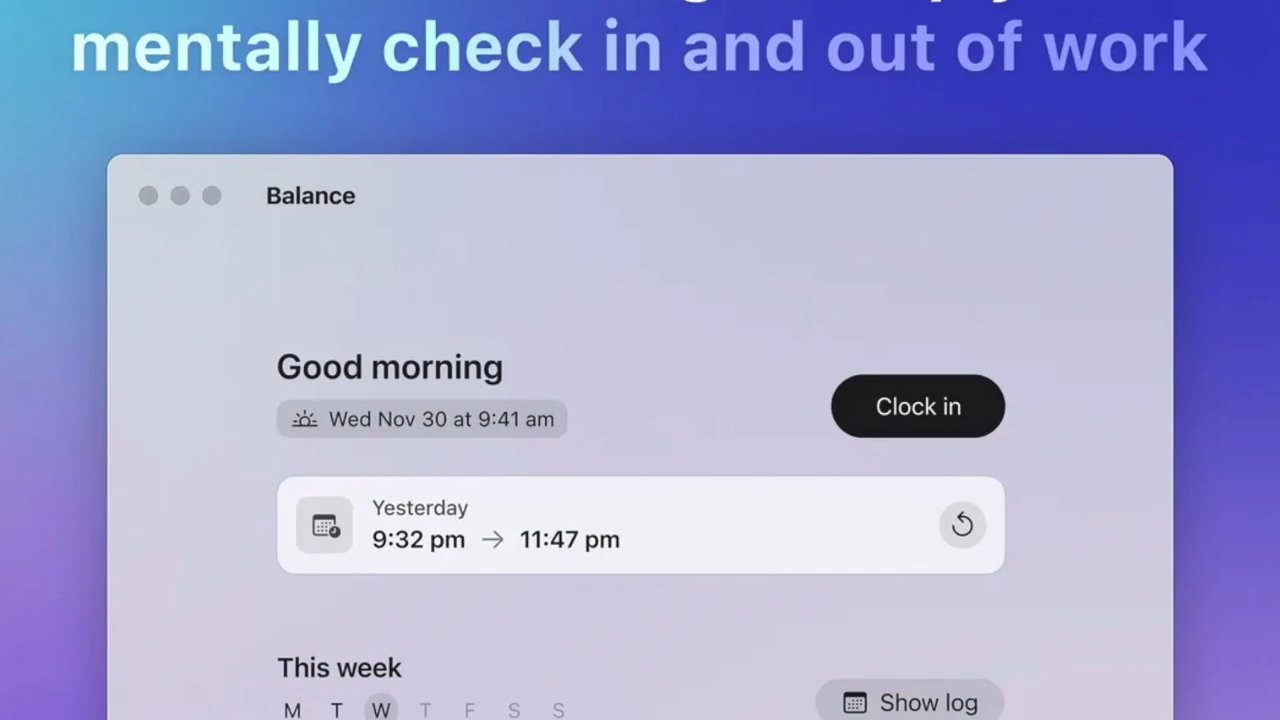 mentally check in and out of work
Balance
Good morning
Wed Nov 30 at 9:41 am
Clock in
Yesterday
9:32 pm → 11:47 pm
This week
M T W T F S S
Show log